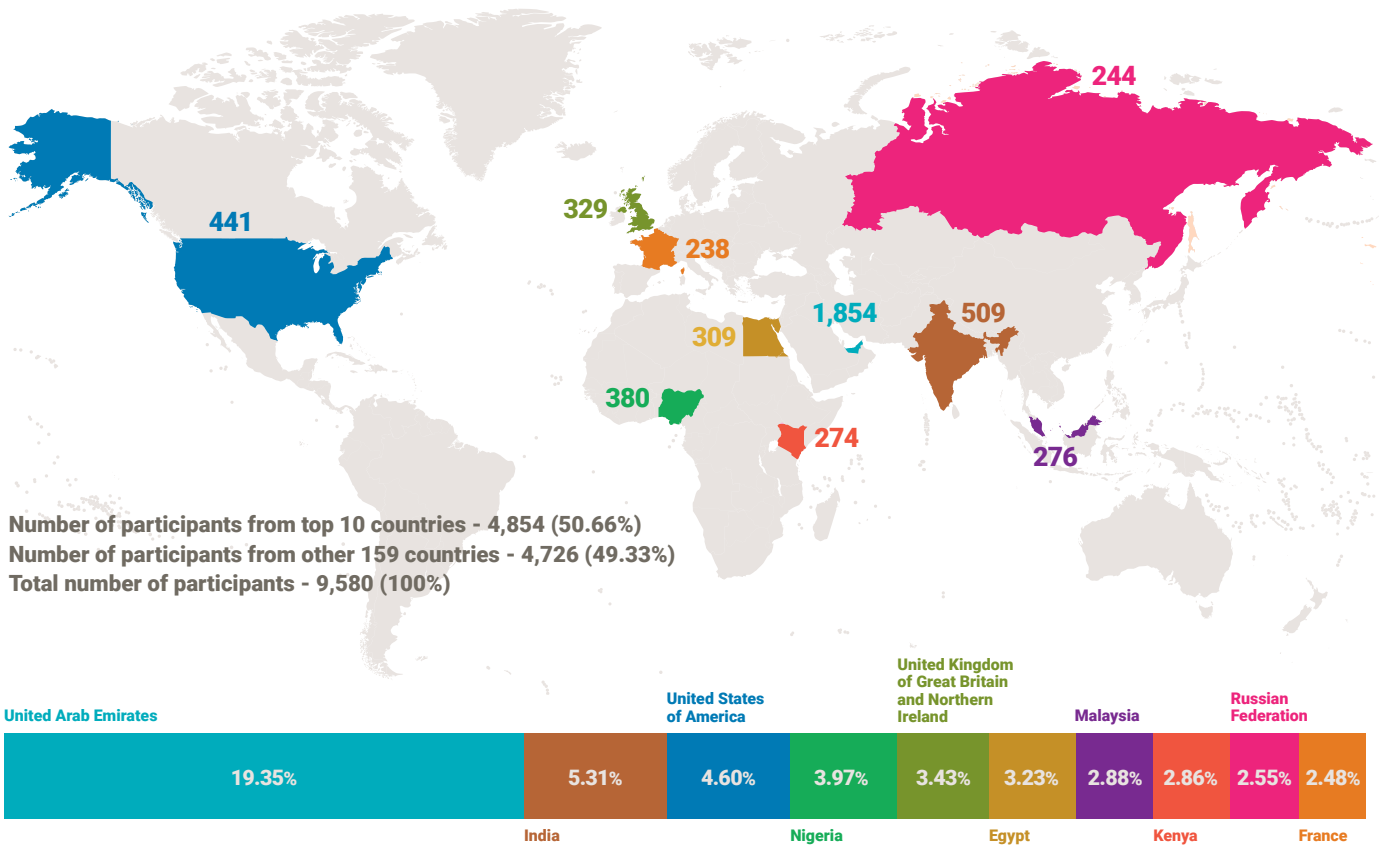 244
441
329
238
1,854
509
309
380
274
276
Number of participants from top 10 countries - 4,854 (50.66%)
Number of participants from other 159 countries - 4,726 (49.33%)
Total number of participants - 9,580 (100%)
United Arab Emirates
United States
of America
United Kingdom
of Great Britain
and Northern
Ireland
Malaysia
Russian
Federation
19.35%
5.31%
4.60%
3.97%
3.43%
3.23%
2.88%
2.86%
2.55%
2.48%
India
Nigeria
Egypt
Kenya
France